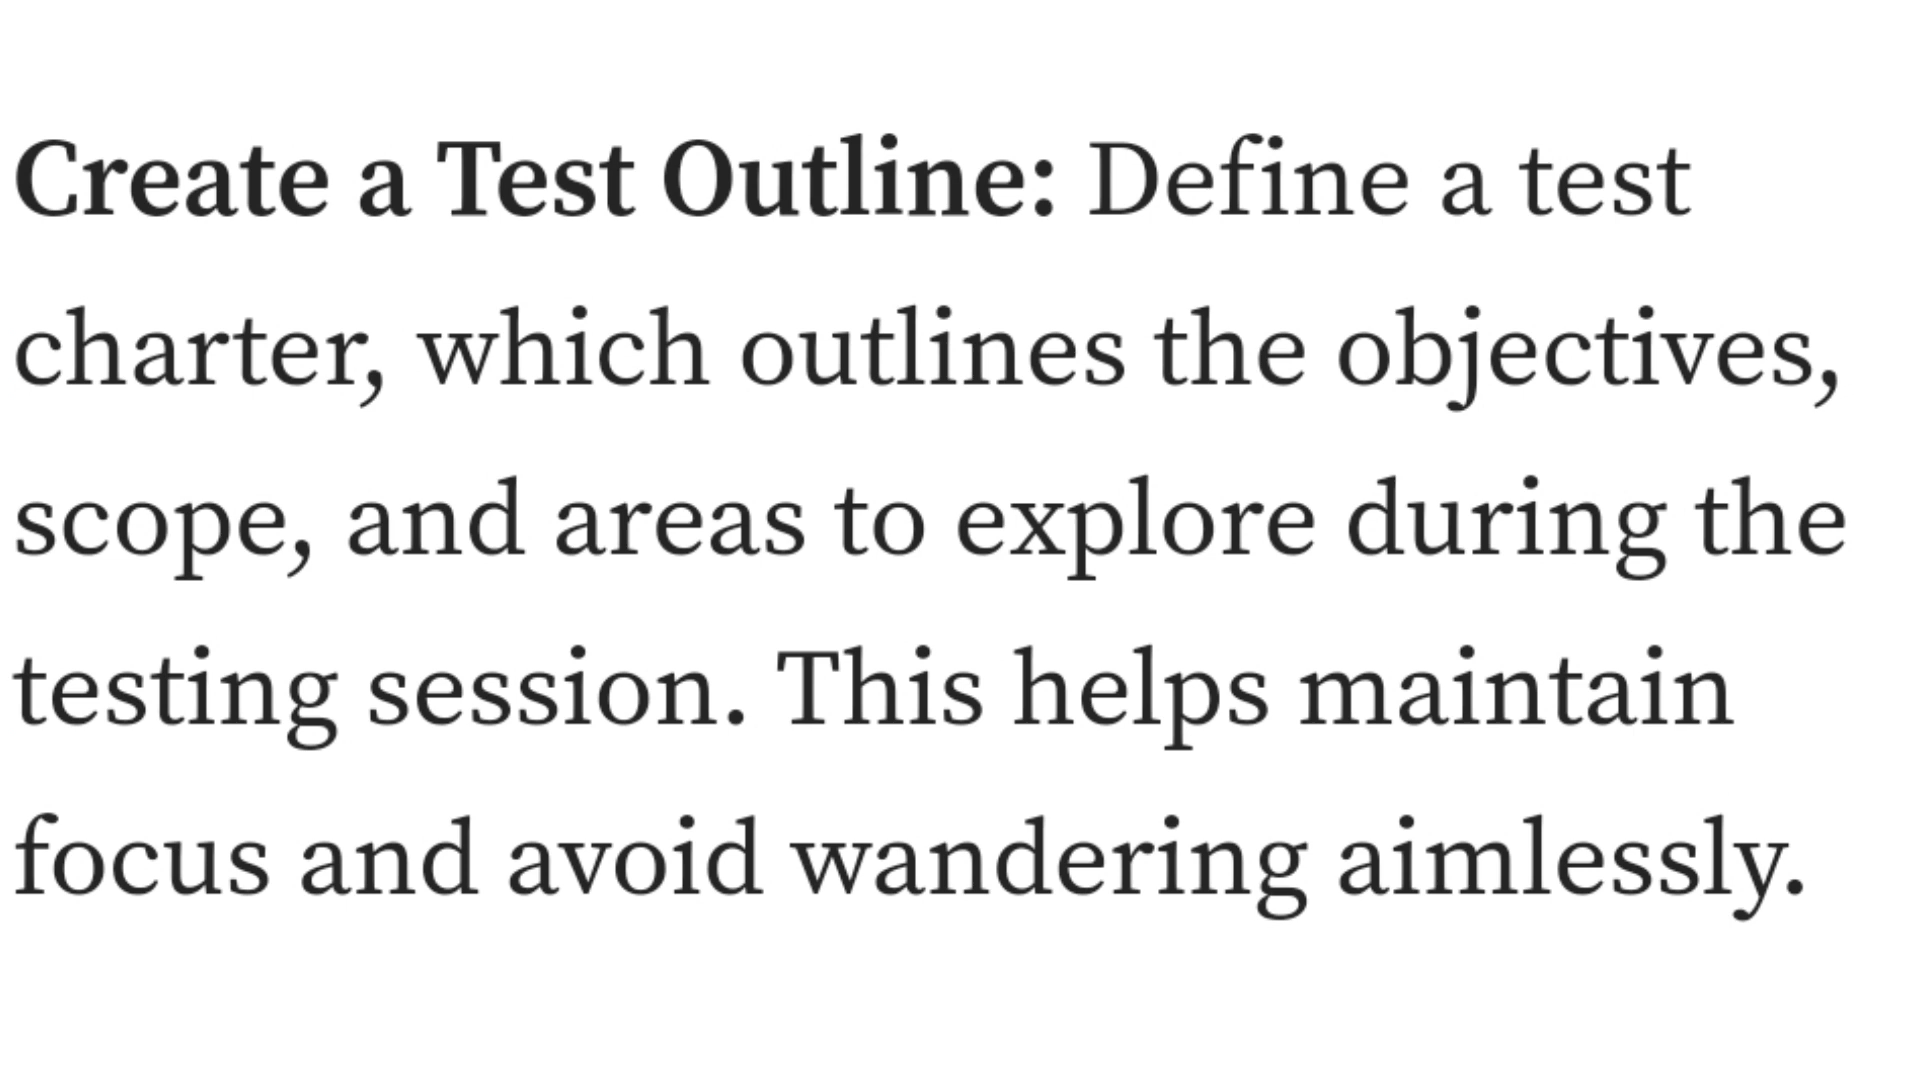 Create a Test Outline: Define a test
charter, which outlines the objectives,
scope, and areas to explore during the
testing session. This helps maintain
focus and avoid wandering aimlessly.